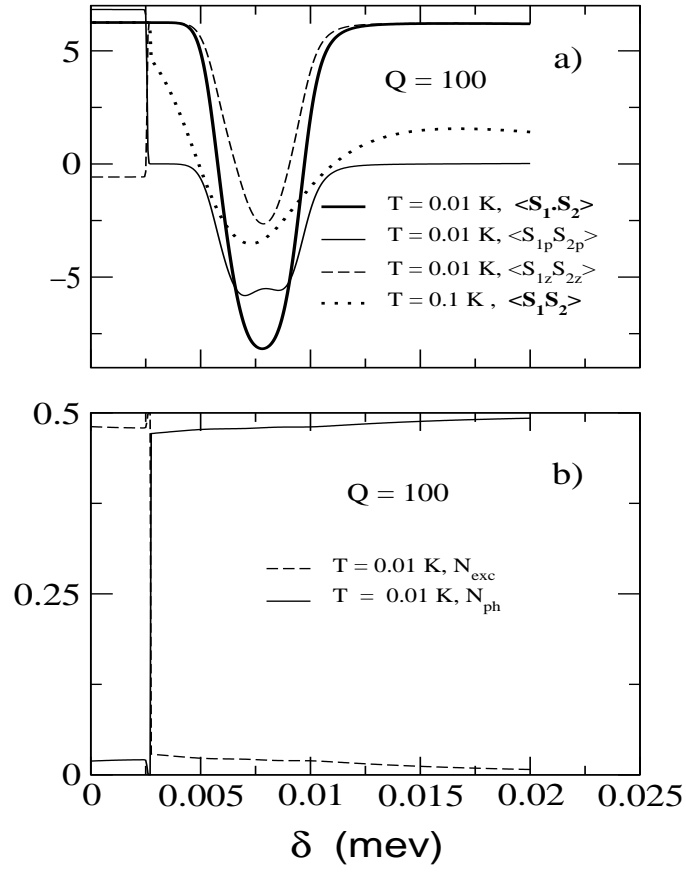 5
a)
Q = 100
0
T = 0.01 K, <S1.S2>
T = 0.01 K, <S1pS2p>
T = 0.01 K, <S1zS2z>
-5
T = 0.1 K , <S1S2>
0.5
b)
Q = 100
T = 0.01 K, Nexc
0.25
T = 0.01 K, Nph
0
0 0.005 0.01 0.015 0.02 0.025
δ (mev)